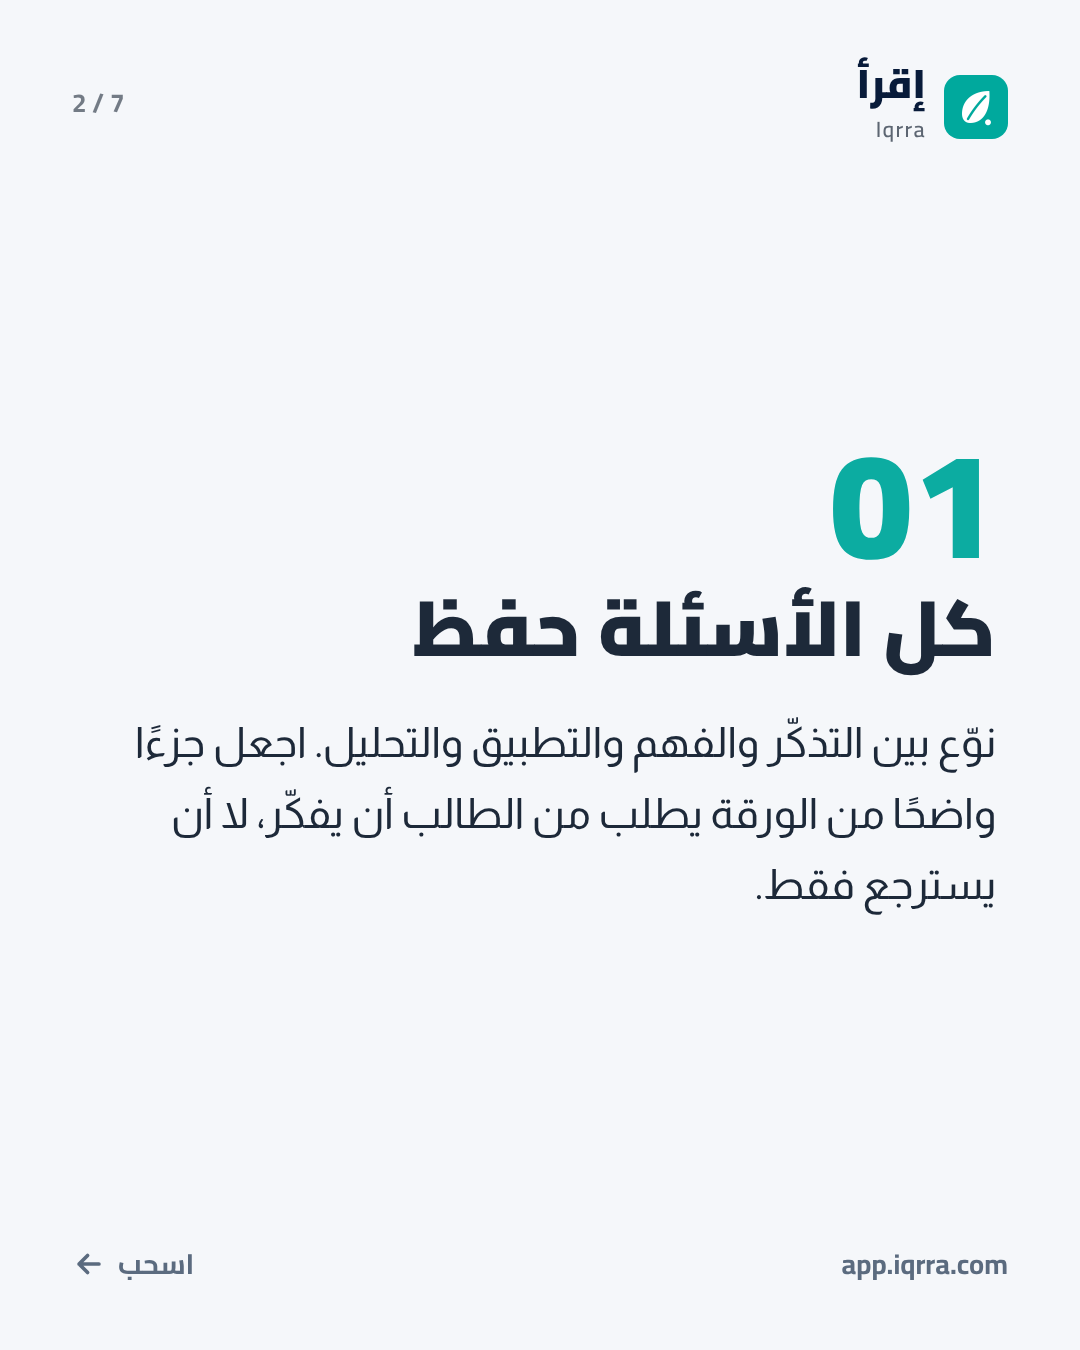 إقرأ
Iqrra
2 / 7
01
كل الأسئلة حفظ
نوّع بين التذكّر والفهم والتطبيق والتحليل. اجعل جزءًا
واضحًا من الورقة يطلب من الطالب أن يفكّر، لا أن
يسترجع فقط.
app.iqrra.com
اسحب ←